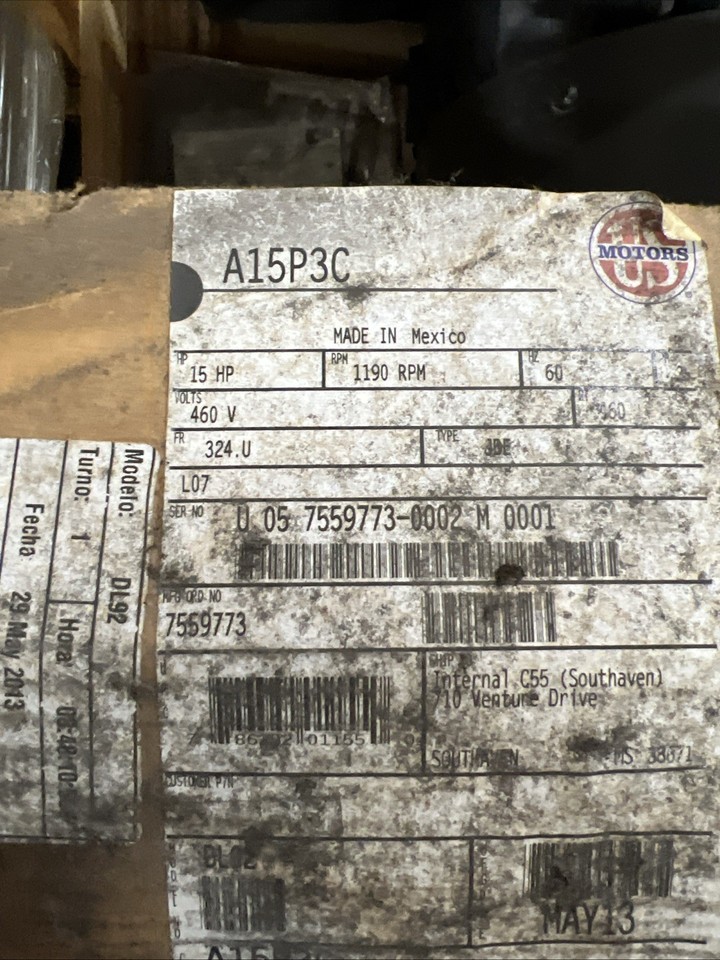 A15P3C
MOTORS
US
MADE IN Mexico
HP
15 HP
RPM
1190 RPM
HZ
60
VOLTS
460 V
FR
324.U
TYPE
L07
SER NO
U 05 7559773-0002 M 0001
MFG ORD NO
7559773
Internal C55 (Southaven)
710 Venture Drive
SOUTHAVEN MS
CUSTOMER P/N
MAY13
Modelo: DL92
Turno: 1 Hora
Fecha 29 May 2013